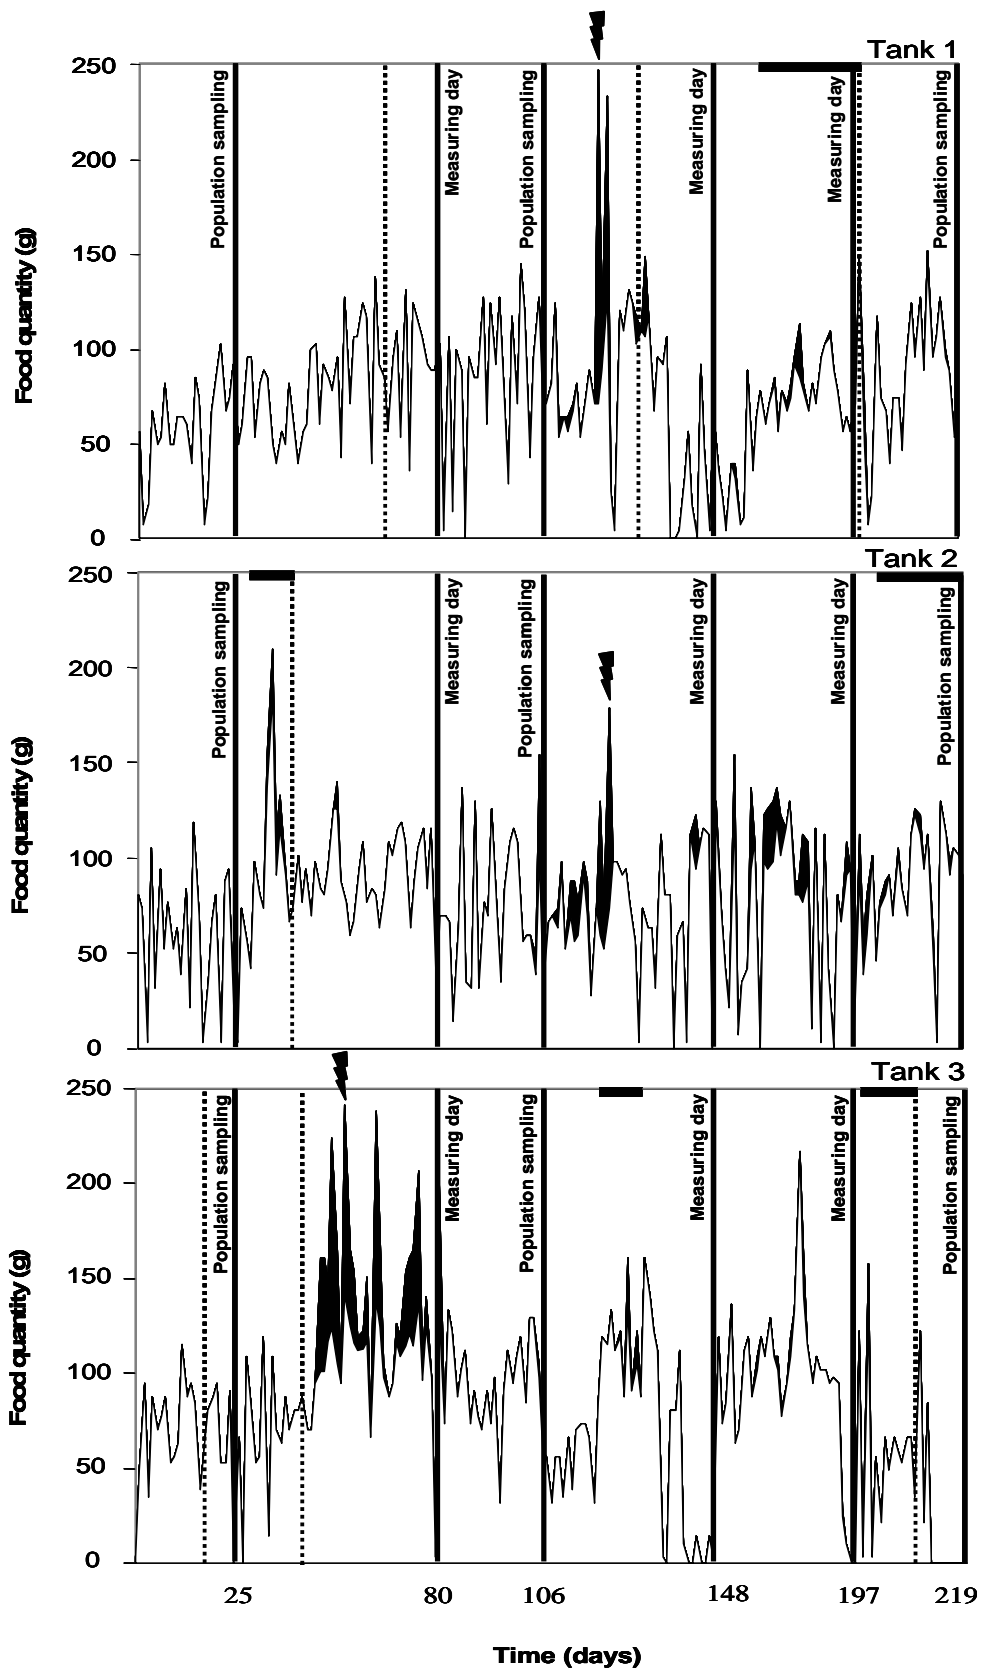 Tank 1
250
200
150
100
50
0
Food quantity (g)
Population sampling
Measuring day
Population sampling
Measuring day
Measuring day
Population sampling
Tank 2
250
200
150
100
50
0
Food quantity (g)
Population sampling
Measuring day
Population sampling
Measuring day
Measuring day
Population sampling
Tank 3
250
200
150
100
50
0
Food quantity (g)
Population sampling
Measuring day
Population sampling
Measuring day
Measuring day
Population sampling
25 80 106 148 197 219
Time (days)